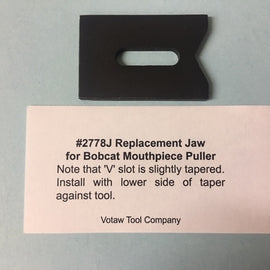 #2778J Replacement Jaw
for Bobcat Mouthpiece Puller
Note that 'V' slot is slightly tapered.
Install with lower side of taper
against tool.
Votaw Tool Company